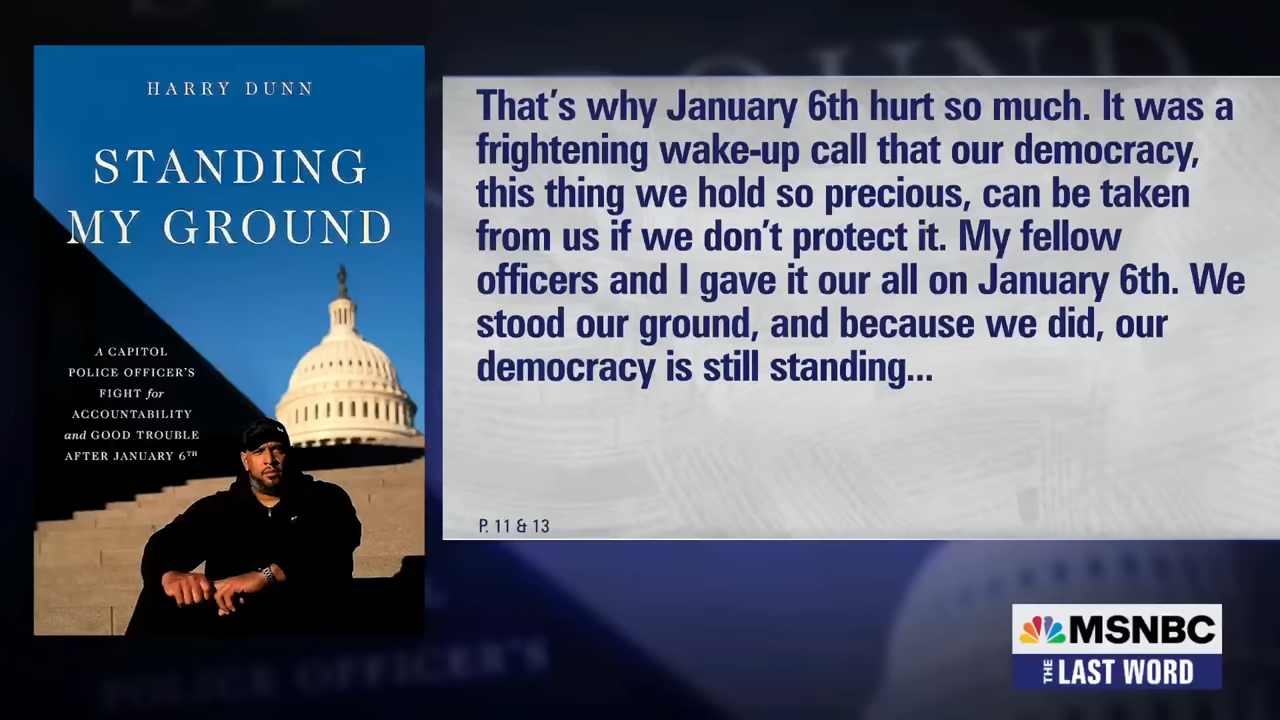 HARRY DUNN
STANDING
MY GROUND
A CAPITOL
POLICE OFFICER'S
FIGHT for
ACCOUNTABILITY
and GOOD TROUBLE
AFTER JANUARY 6TH
That's why January 6th hurt so much. It was a
frightening wake-up call that our democracy,
this thing we hold so precious, can be taken
from us if we don't protect it. My fellow
officers and I gave it our all on January 6th. We
stood our ground, and because we did, our
democracy is still standing...
P. 11 & 13
MSNBC
THE LAST WORD
OUND
POLICE OFFICER'S